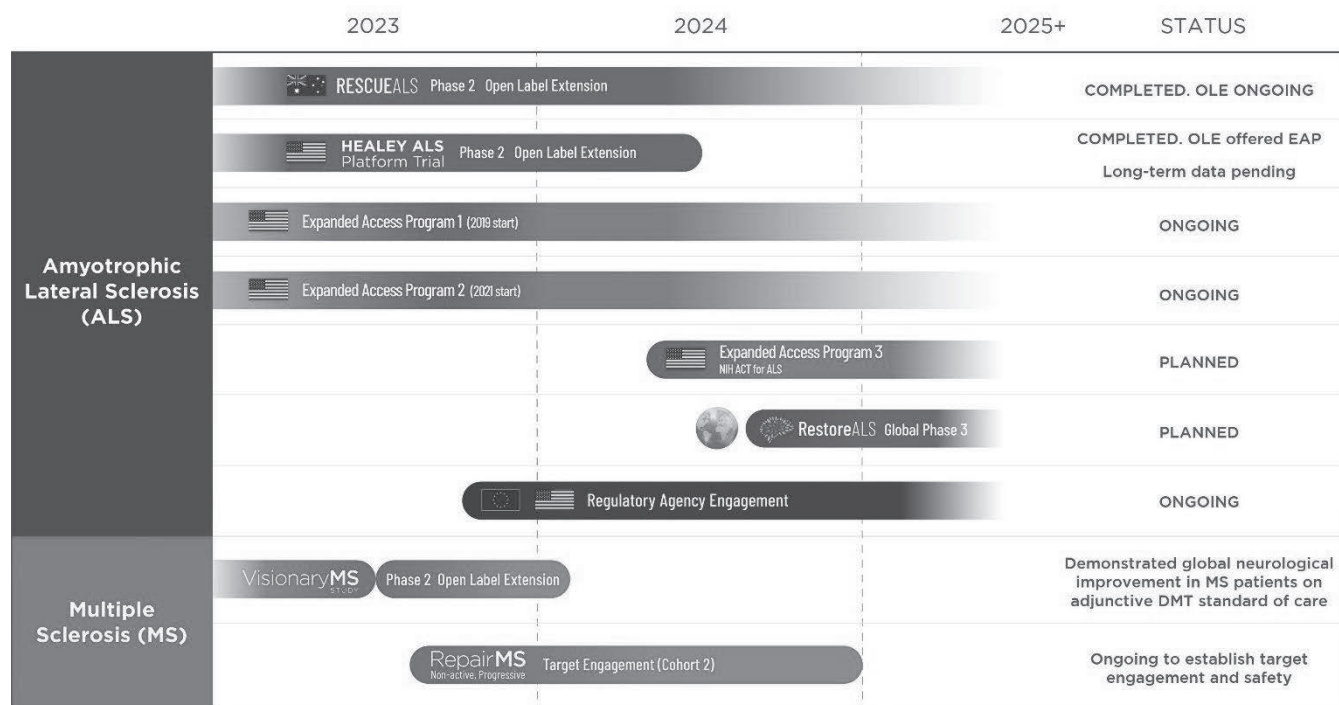 2023 2024 2025+ STATUS
Amyotrophic
Lateral Sclerosis
(ALS)
RESCUEALS Phase 2 Open Label Extension
COMPLETED. OLE ONGOING
HEALEY ALS
Platform Trial
Phase 2 Open Label Extension
COMPLETED. OLE offered EAP
Long-term data pending
Expanded Access Program 1 (2019 start)
ONGOING
Expanded Access Program 2 (2021 start)
ONGOING
Expanded Access Program 3
NIH ACT for ALS
PLANNED
RestoreALS Global Phase 3
PLANNED
Regulatory Agency Engagement
ONGOING
Multiple
Sclerosis (MS)
VisionaryMS
STUDY
Phase 2 Open Label Extension
Demonstrated global neurological
improvement in MS patients on
adjunctive DMT standard of care
RepairMS
Non-active, Progressive
Target Engagement (Cohort 2)
Ongoing to establish target
engagement and safety